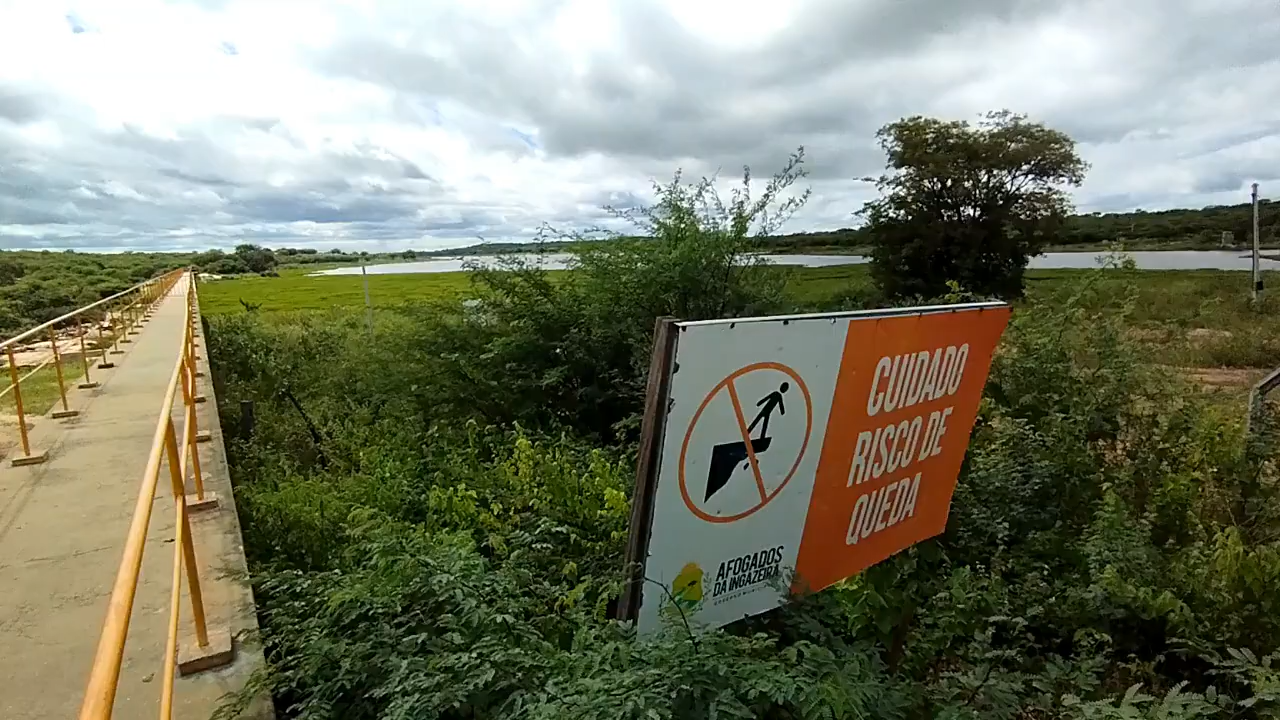 CUIDADO
RISCO DE
QUEDA
AFOGADOS
DA INGAZEIRA